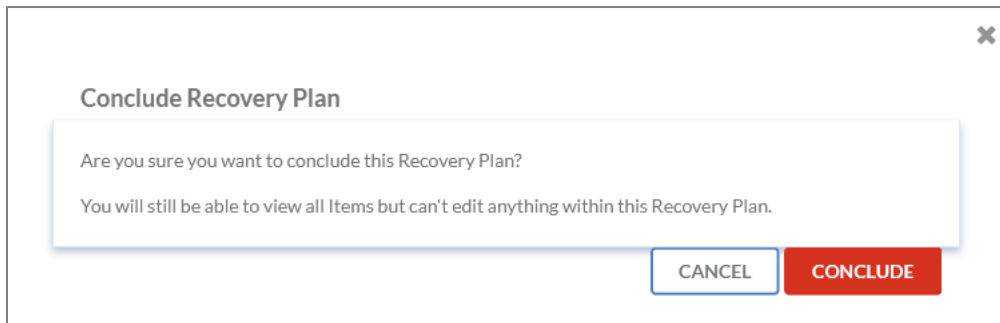 Conclude Recovery Plan
Are you sure you want to conclude this Recovery Plan?
You will still be able to view all Items but can't edit anything within this Recovery Plan.
CANCEL CONCLUDE